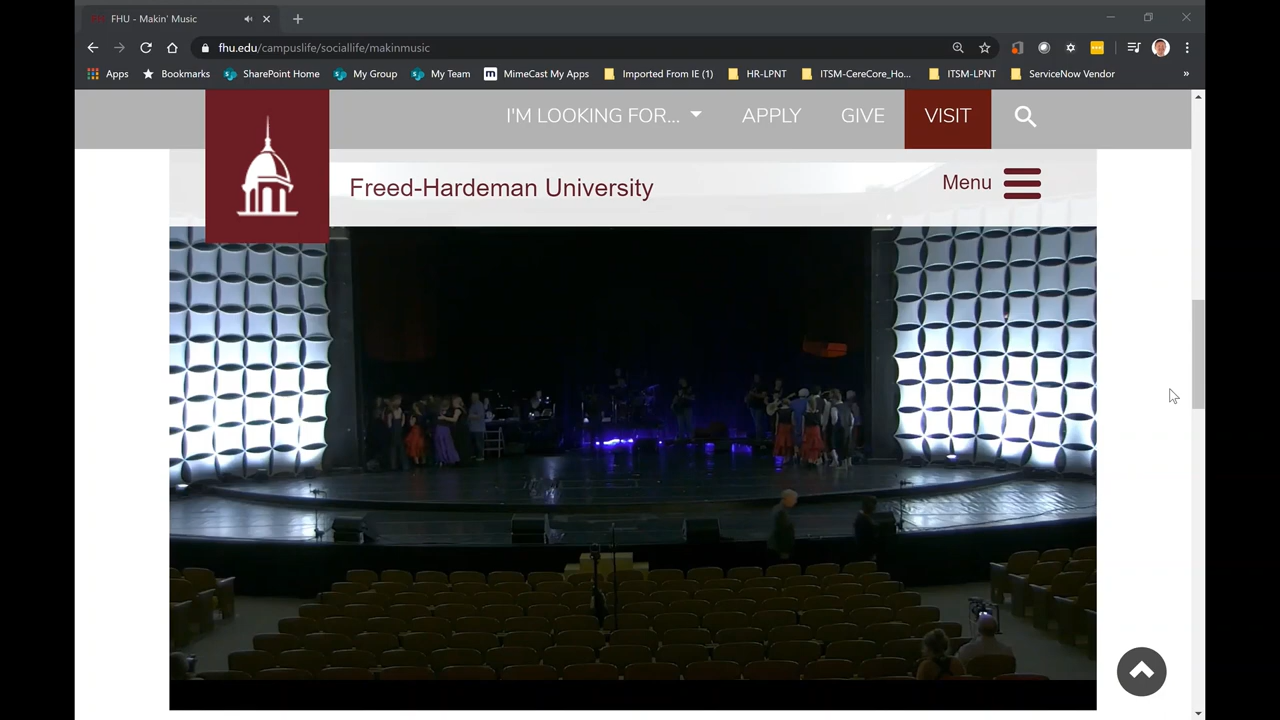 FHU - Makin' Music
fhu.edu/campuslife/sociallife/makinmusic
Apps Bookmarks SharePoint Home My Group My Team MimeCast My Apps Imported From IE (1) HR-LPNT ITSM-CereCore_Ho... ITSM-LPNT ServiceNow Vendor »
I'M LOOKING FOR... APPLY GIVE VISIT
Freed-Hardeman University Menu